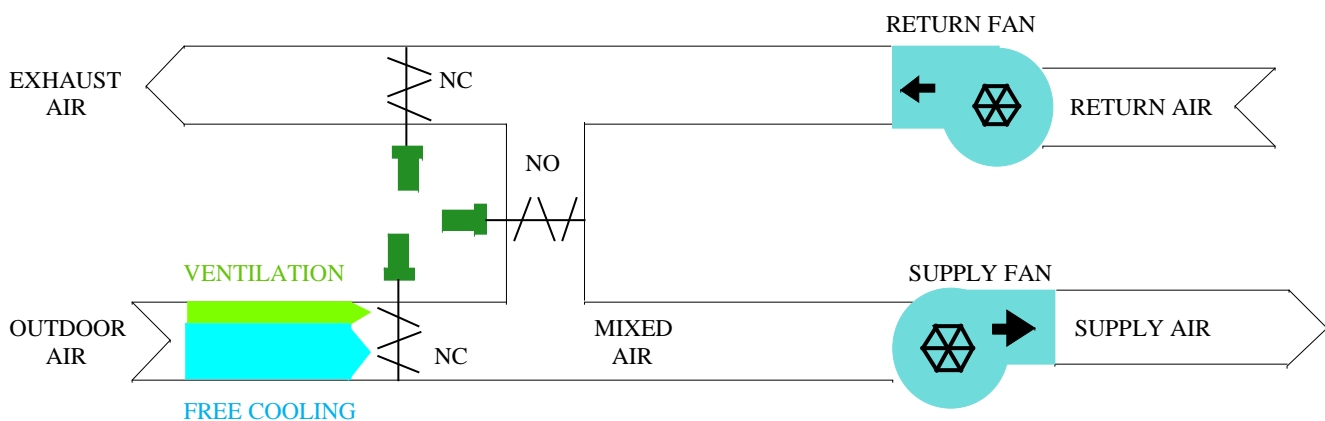 RETURN FAN
EXHAUST
AIR
NC
RETURN AIR
NO
VENTILATION
SUPPLY FAN
OUTDOOR
AIR
NC
MIXED
AIR
SUPPLY AIR
FREE COOLING